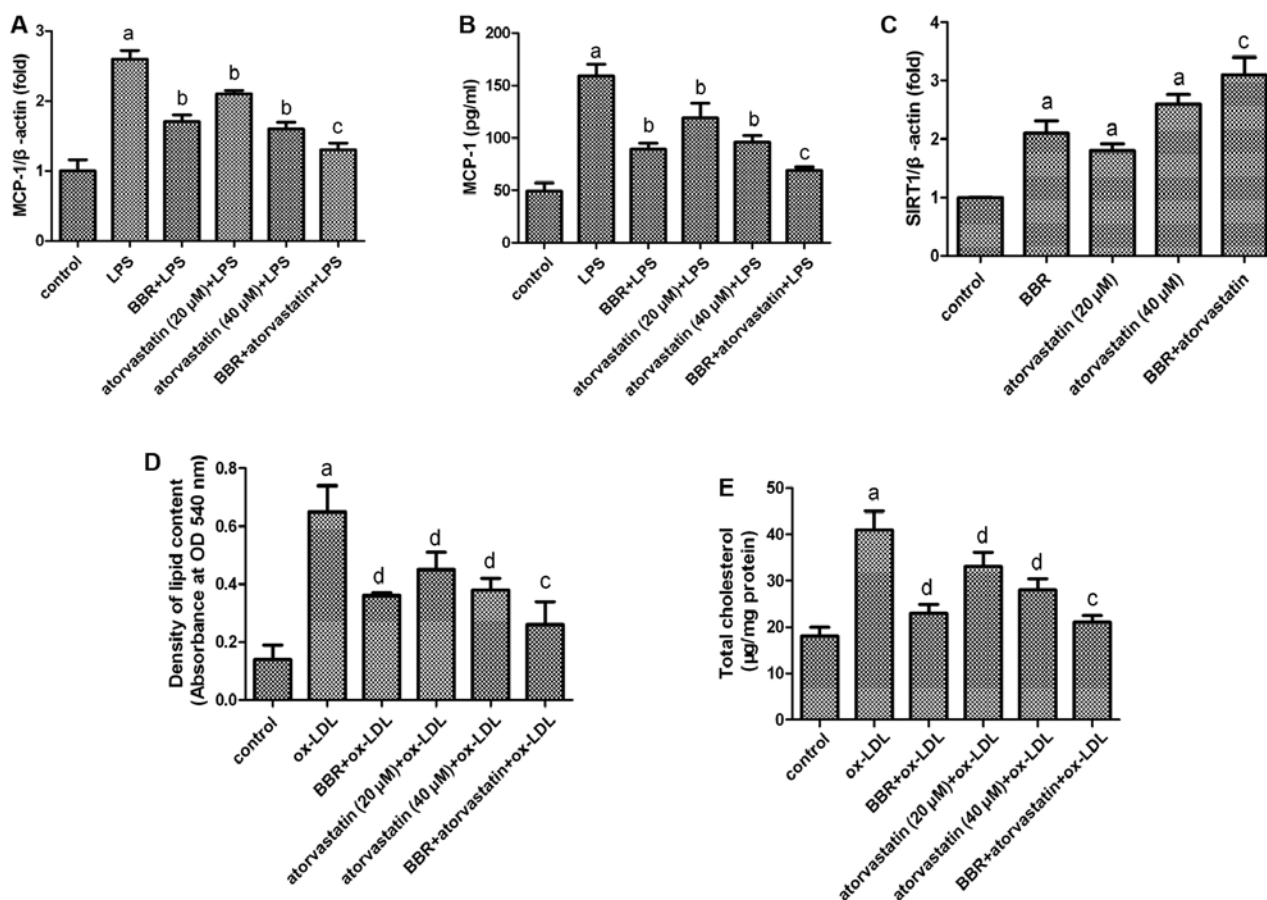 A
MCP-1/β -actin (fold)
3
2
1
0
a
b
b
b
c
control
LPS
BBR+LPS
atorvastatin (20 µM)+LPS
atorvastatin (40 µM)+LPS
BBR+atorvastatin+LPS
B
MCP-1 (pg/ml)
200
150
100
50
0
a
b
b
b
c
control
LPS
BBR+LPS
atorvastatin (20 µM)+LPS
atorvastatin (40 µM)+LPS
BBR+atorvastatin+LPS
C
SIRT1/β -actin (fold)
4
3
2
1
0
a
a
a
c
control
BBR
atorvastatin (20 µM)
atorvastatin (40 µM)
BBR+atorvastatin
D
Density of lipid content
(Absorbance at OD 540 nm)
0.8
0.6
0.4
0.2
0.0
a
d
d
d
c
control
ox-LDL
BBR+ox-LDL
atorvastatin (20 µM)+ox-LDL
atorvastatin (40 µM)+ox-LDL
BBR+atorvastatin+ox-LDL
E
Total cholesterol
(µg/mg protein)
50
40
30
20
10
0
a
d
d
d
c
control
ox-LDL
BBR+ox-LDL
atorvastatin (20 µM)+ox-LDL
atorvastatin (40 µM)+ox-LDL
BBR+atorvastatin+ox-LDL